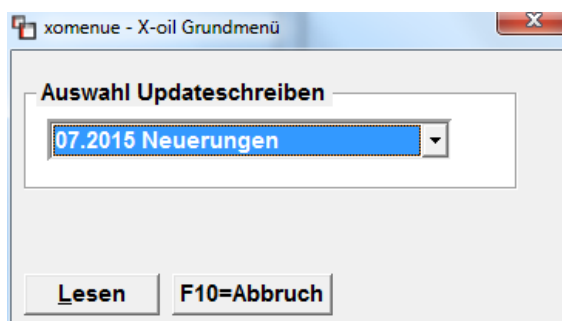 xomenue - X-oil Grundmenü
Auswahl Updateschreiben
07.2015 Neuerungen
Lesen F10=Abbruch